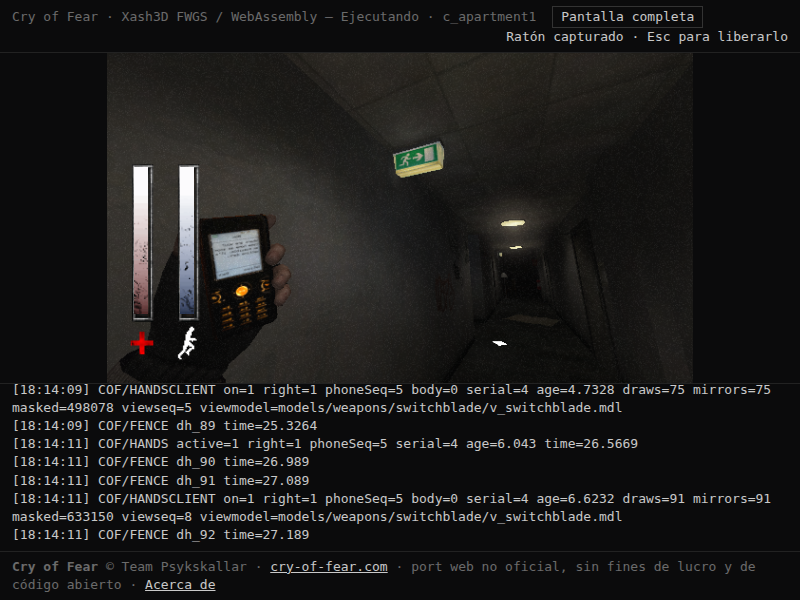 Cry of Fear · Xash3D FWGS / WebAssembly — Ejecutando · c_apartment1
Pantalla completa
Ratón capturado · Esc para liberarlo
[18:14:09] COF/HANDSCLIENT on=1 right=1 phoneSeq=5 body=0 serial=4 age=4.7328 draws=75 mirrors=75
masked=498078 viewseq=5 viewmodel=models/weapons/switchblade/v_switchblade.mdl
[18:14:09] COF/FENCE dh_89 time=25.3264
[18:14:11] COF/HANDS active=1 right=1 phoneSeq=5 serial=4 age=6.043 time=26.5669
[18:14:11] COF/FENCE dh_90 time=26.989
[18:14:11] COF/FENCE dh_91 time=27.089
[18:14:11] COF/HANDSCLIENT on=1 right=1 phoneSeq=5 body=0 serial=4 age=6.6232 draws=91 mirrors=91
masked=633150 viewseq=8 viewmodel=models/weapons/switchblade/v_switchblade.mdl
[18:14:11] COF/FENCE dh_92 time=27.189
Cry of Fear © Team Psykskallar · cry-of-fear.com · port web no oficial, sin fines de lucro y de
código abierto · Acerca de